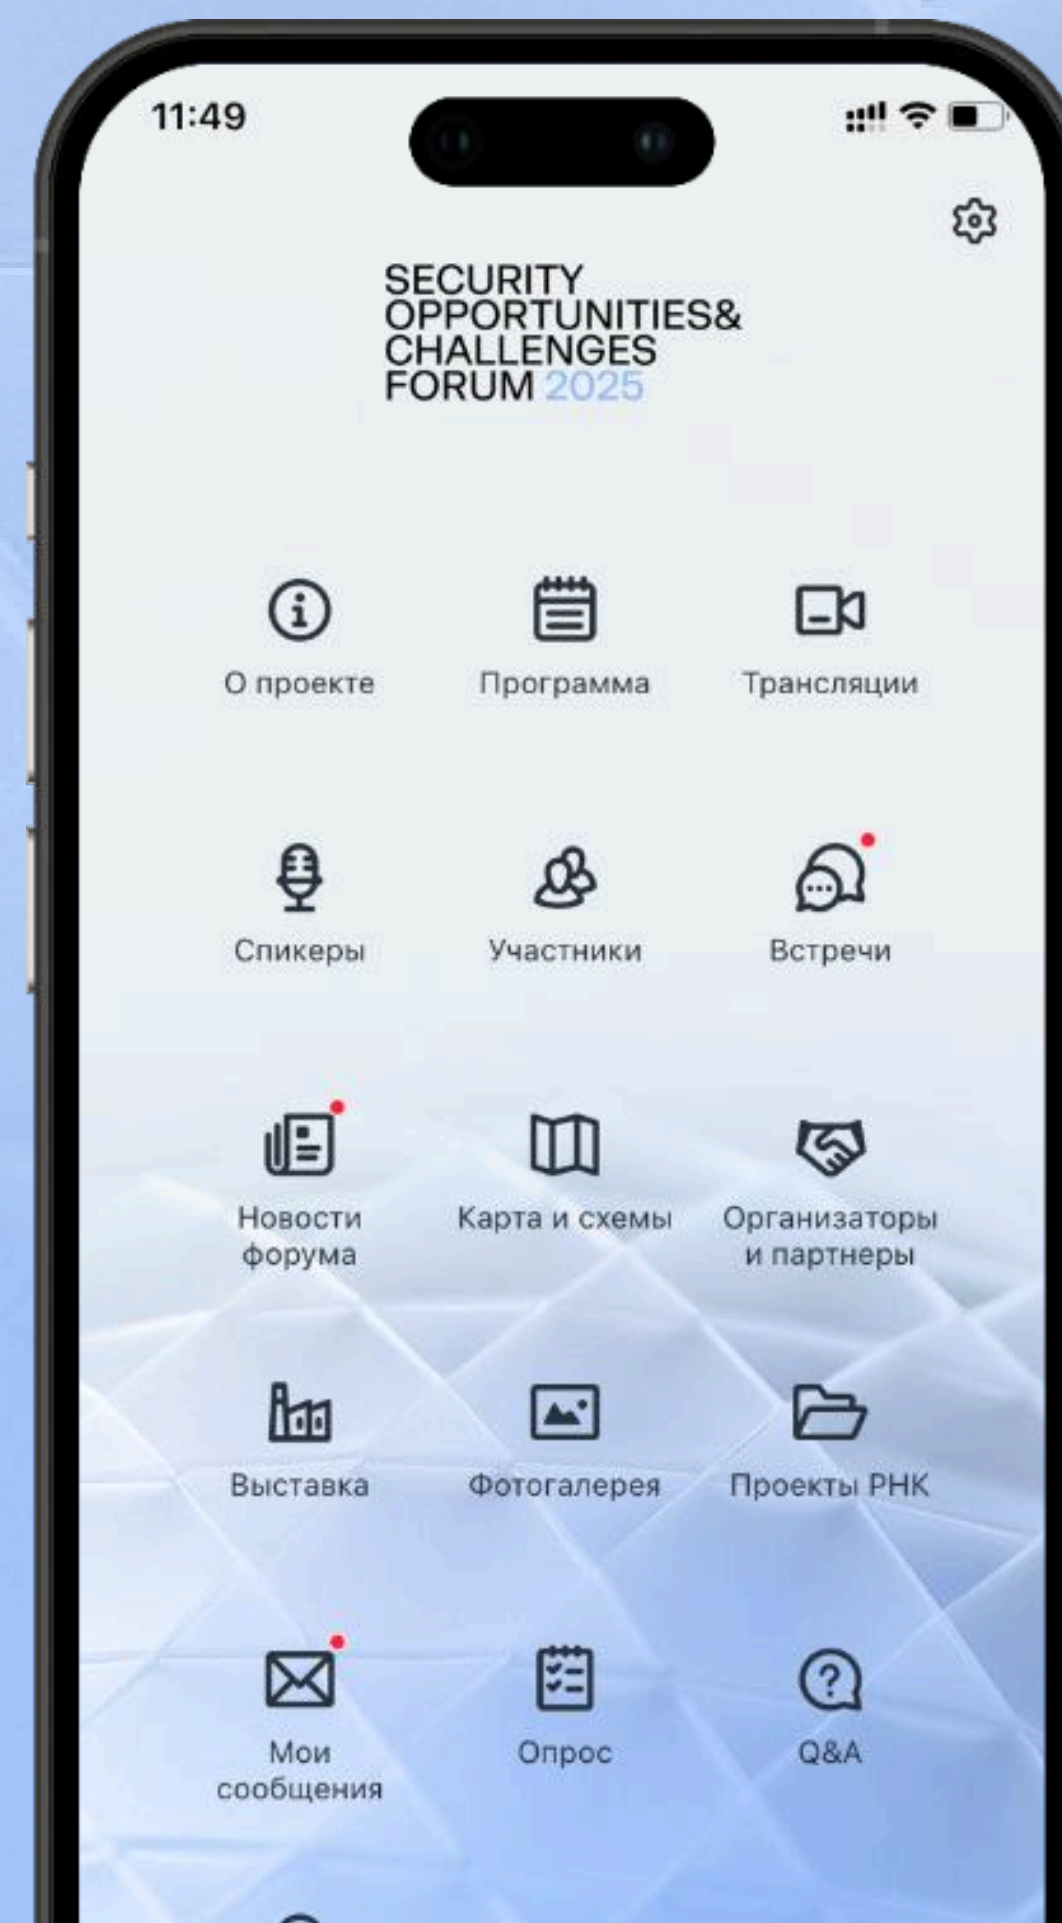 11:49
SECURITY
OPPORTUNITIES&
CHALLENGES
FORUM 2025
О проекте
Программа
Трансляции
Спикеры
Участники
Встречи
Новости
форума
Карта и схемы
Организаторы
и партнеры
Выставка
Фотогалерея
Проекты РНК
Мои
сообщения
Опрос
Q&A